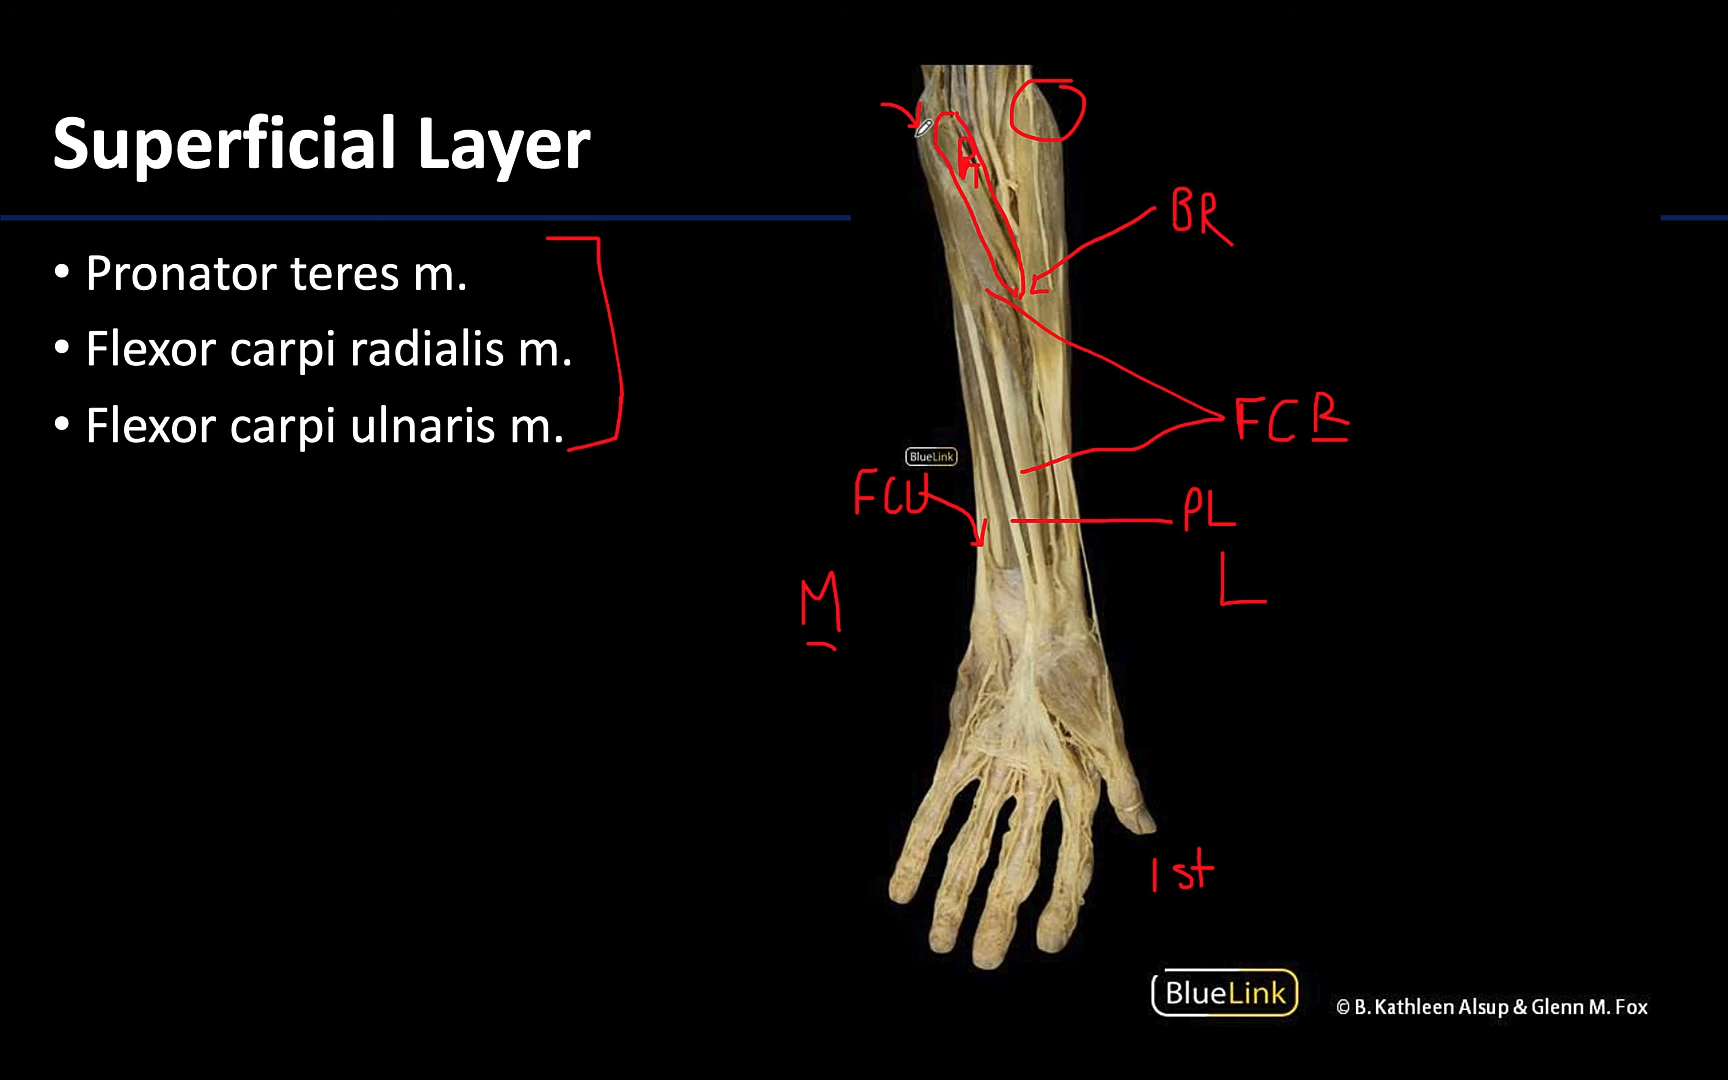 Superficial Layer
• Pronator teres m.
• Flexor carpi radialis m.
• Flexor carpi ulnaris m.
BR
FCR
BlueLink
FCU
PL
M
L
1st
BlueLink
© B. Kathleen Alsup & Glenn M. Fox